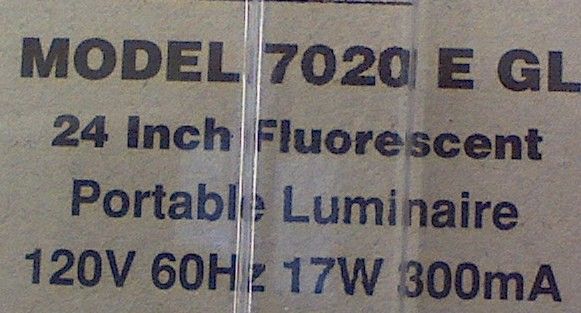 MODEL 7020 E GL
24 Inch Fluorescent
Portable Luminaire
120V 60Hz 17W 300mA